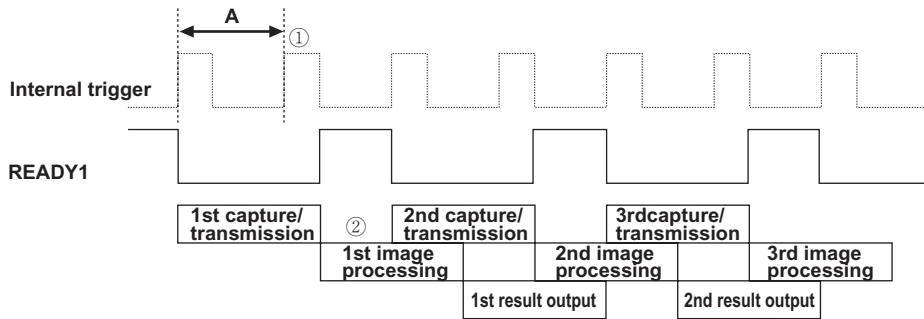 A
①
Internal trigger
READY1
1st capture/
transmission
②
2nd capture/
transmission
3rdcapture/
transmission
1st image
processing
2nd image
processing
3rd image
processing
1st result output
2nd result output